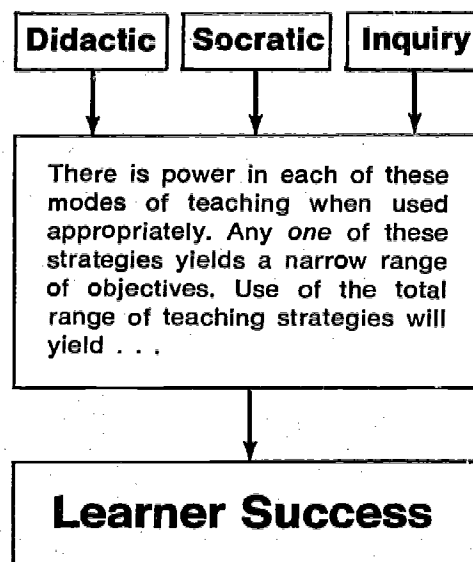 Didactic Socratic Inquiry
There is power in each of these
modes of teaching when used
appropriately. Any one of these
strategies yields a narrow range
of objectives. Use of the total
range of teaching strategies will
yield . . .
Learner Success